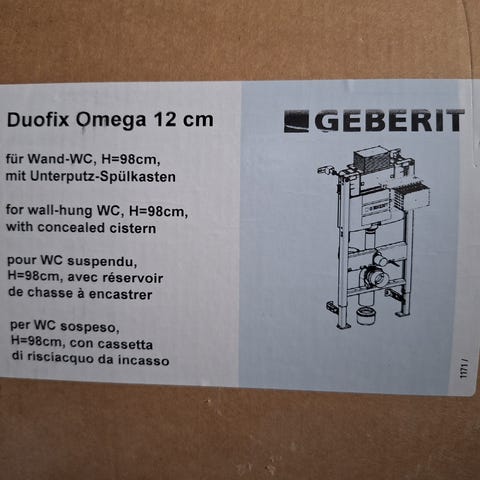 Duofix Omega 12 cm
GEBERIT
für Wand-WC, H=98cm,
mit Unterputz-Spülkasten
for wall-hung WC, H=98cm,
with concealed cistern
pour WC suspendu,
H=98cm, avec réservoir
de chasse à encastrer
per WC sospeso,
H=98cm, con cassetta
di risciacquo da incasso
GEBERIT
1171 /